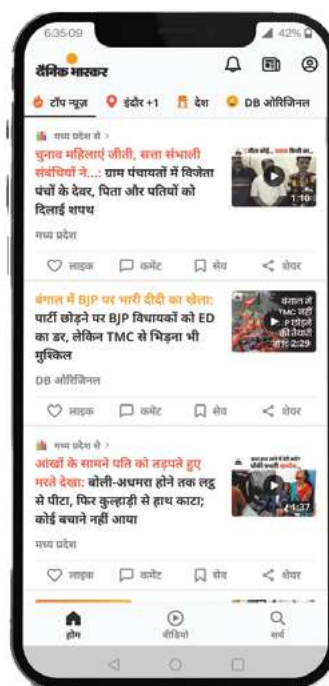 6:35:09
42%
दैनिक भास्कर
टॉप न्यूज़ इंदौर +1 देश DB ओरिजिनल
मध्य प्रदेश से >
चुनाव महिलाएं जीती, सत्ता संभाली
संबंधियों ने...: ग्राम पंचायतों में विजेता
पंचों के देवर, पिता और पतियों को
दिलाई शपथ
1:10
मध्य प्रदेश
लाइक कमेंट सेव शेयर
बंगाल में BJP पर भारी दीदी का खेला:
पार्टी छोड़ने पर BJP विधायकों को ED
का डर, लेकिन TMC से भिड़ना भी
मुश्किल
बंगाल में
TMC नहीं
2:29
DB ओरिजिनल
लाइक कमेंट सेव शेयर
मध्य प्रदेश से >
आंखों के सामने पति को तड़पते हुए
मरते देखा: बोली-अधमरा होने तक लट्ठ
से पीटा, फिर कुल्हाड़ी से हाथ काटा;
कोई बचाने नहीं आया
1:37
मध्य प्रदेश
लाइक कमेंट सेव शेयर
होम वीडियो सर्च